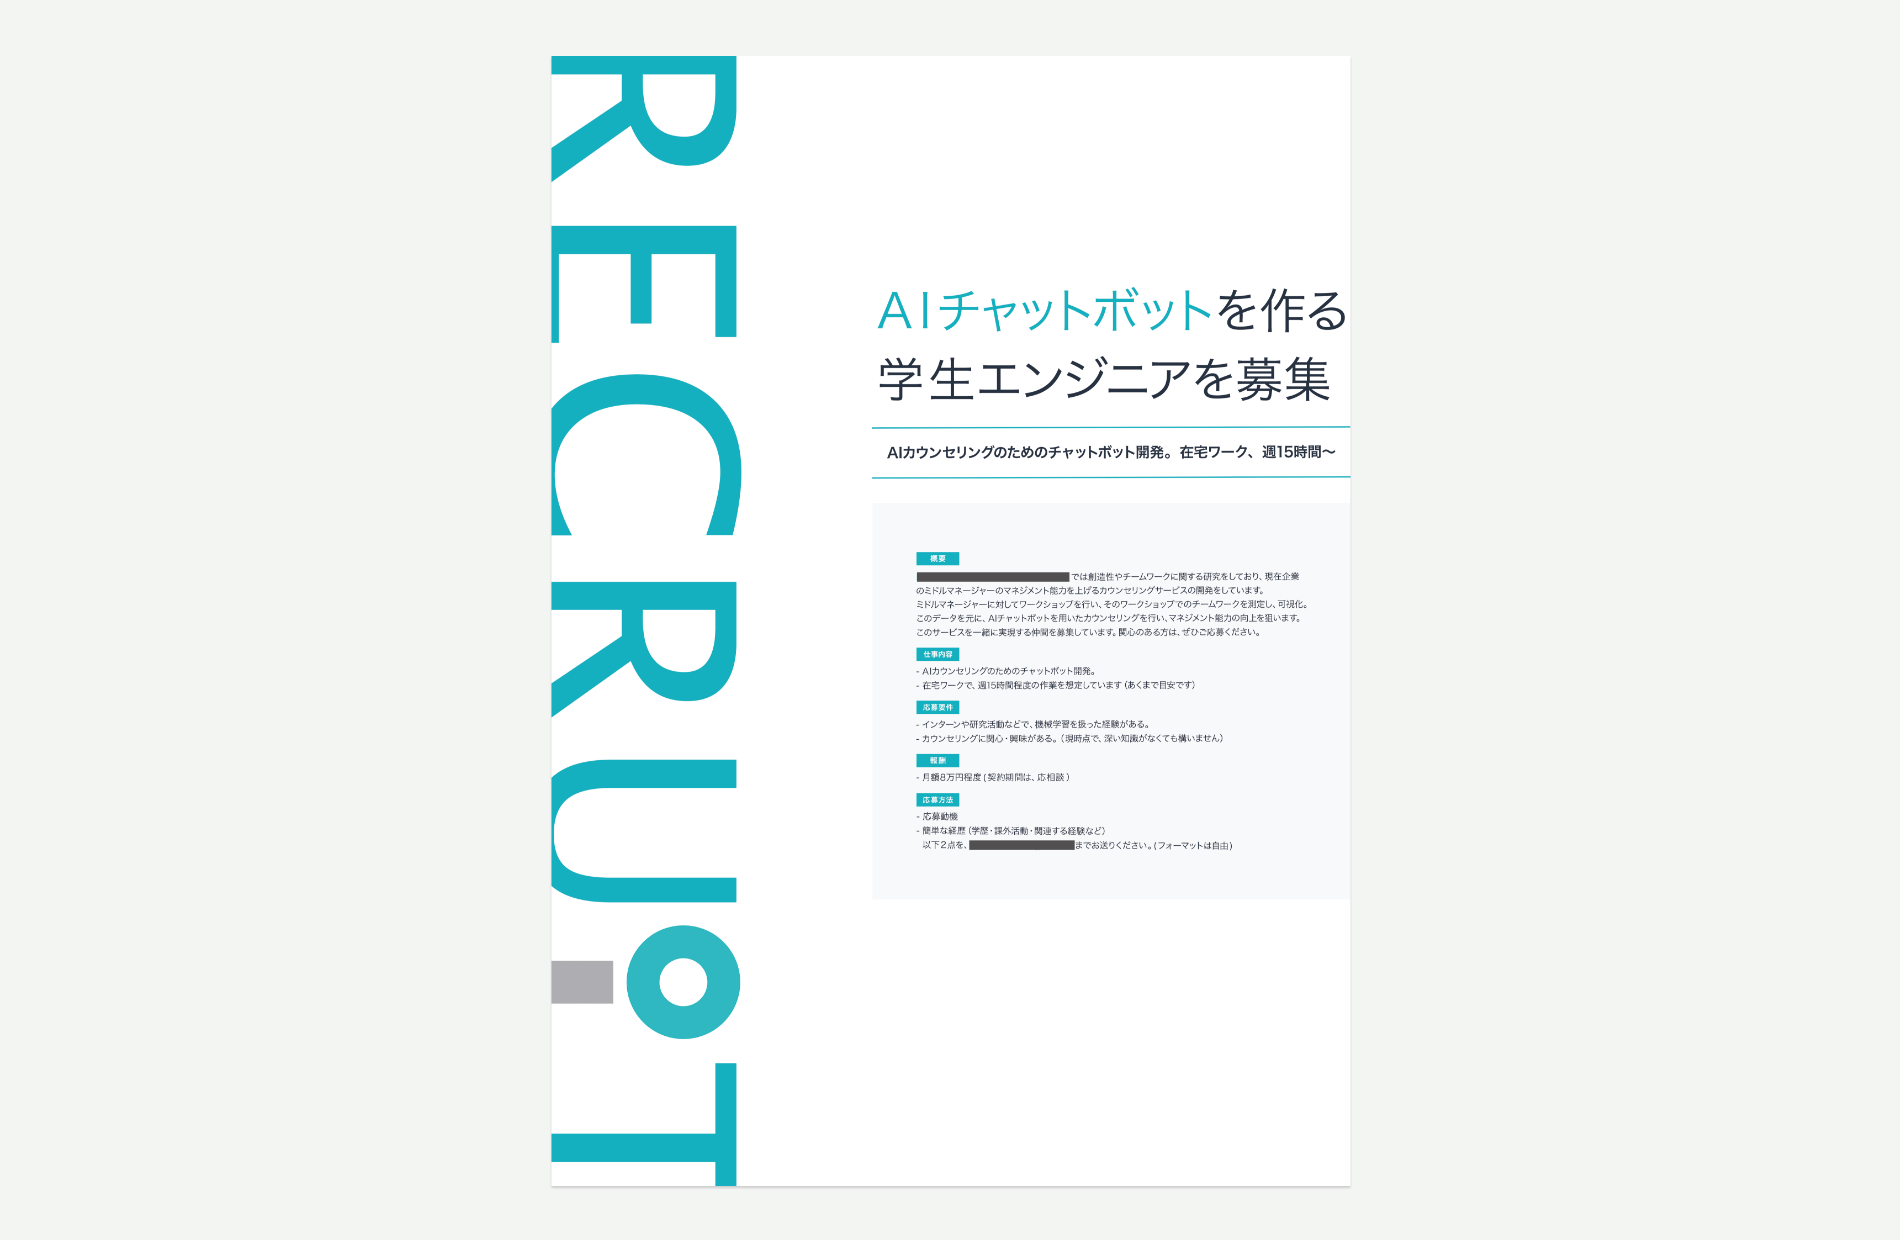 RECRUIT
AIチャットボットを作る
学生エンジニアを募集
AIカウンセリングのためのチャットボット開発。在宅ワーク、週15時間〜
概要
では創造性やチームワークに関する研究をしており、現在企業
のミドルマネージャーのマネジメント能力を上げるカウンセリングサービスの開発をしています。
ミドルマネージャーに対してワークショップを行い、そのワークショップでのチームワークを測定し、可視化。
このデータを元に、AIチャットボットを用いたカウンセリングを行い、マネジメント能力の向上を狙います。
このサービスを一緒に実現する仲間を募集しています。関心のある方は、ぜひご応募ください。
仕事内容
- AIカウンセリングのためのチャットボット開発。
- 在宅ワークで、週15時間程度の作業を想定しています（あくまで目安です）
応募要件
- インターンや研究活動などで、機械学習を扱った経験がある。
- カウンセリングに関心・興味がある。（現時点で、深い知識がなくても構いません）
報酬
- 月額8万円程度 ( 契約期間は、応相談 )
応募方法
- 応募動機
- 簡単な経歴（学歴・課外活動・関連する経験など）
以下２点を、までお送りください。( フォーマットは自由 )